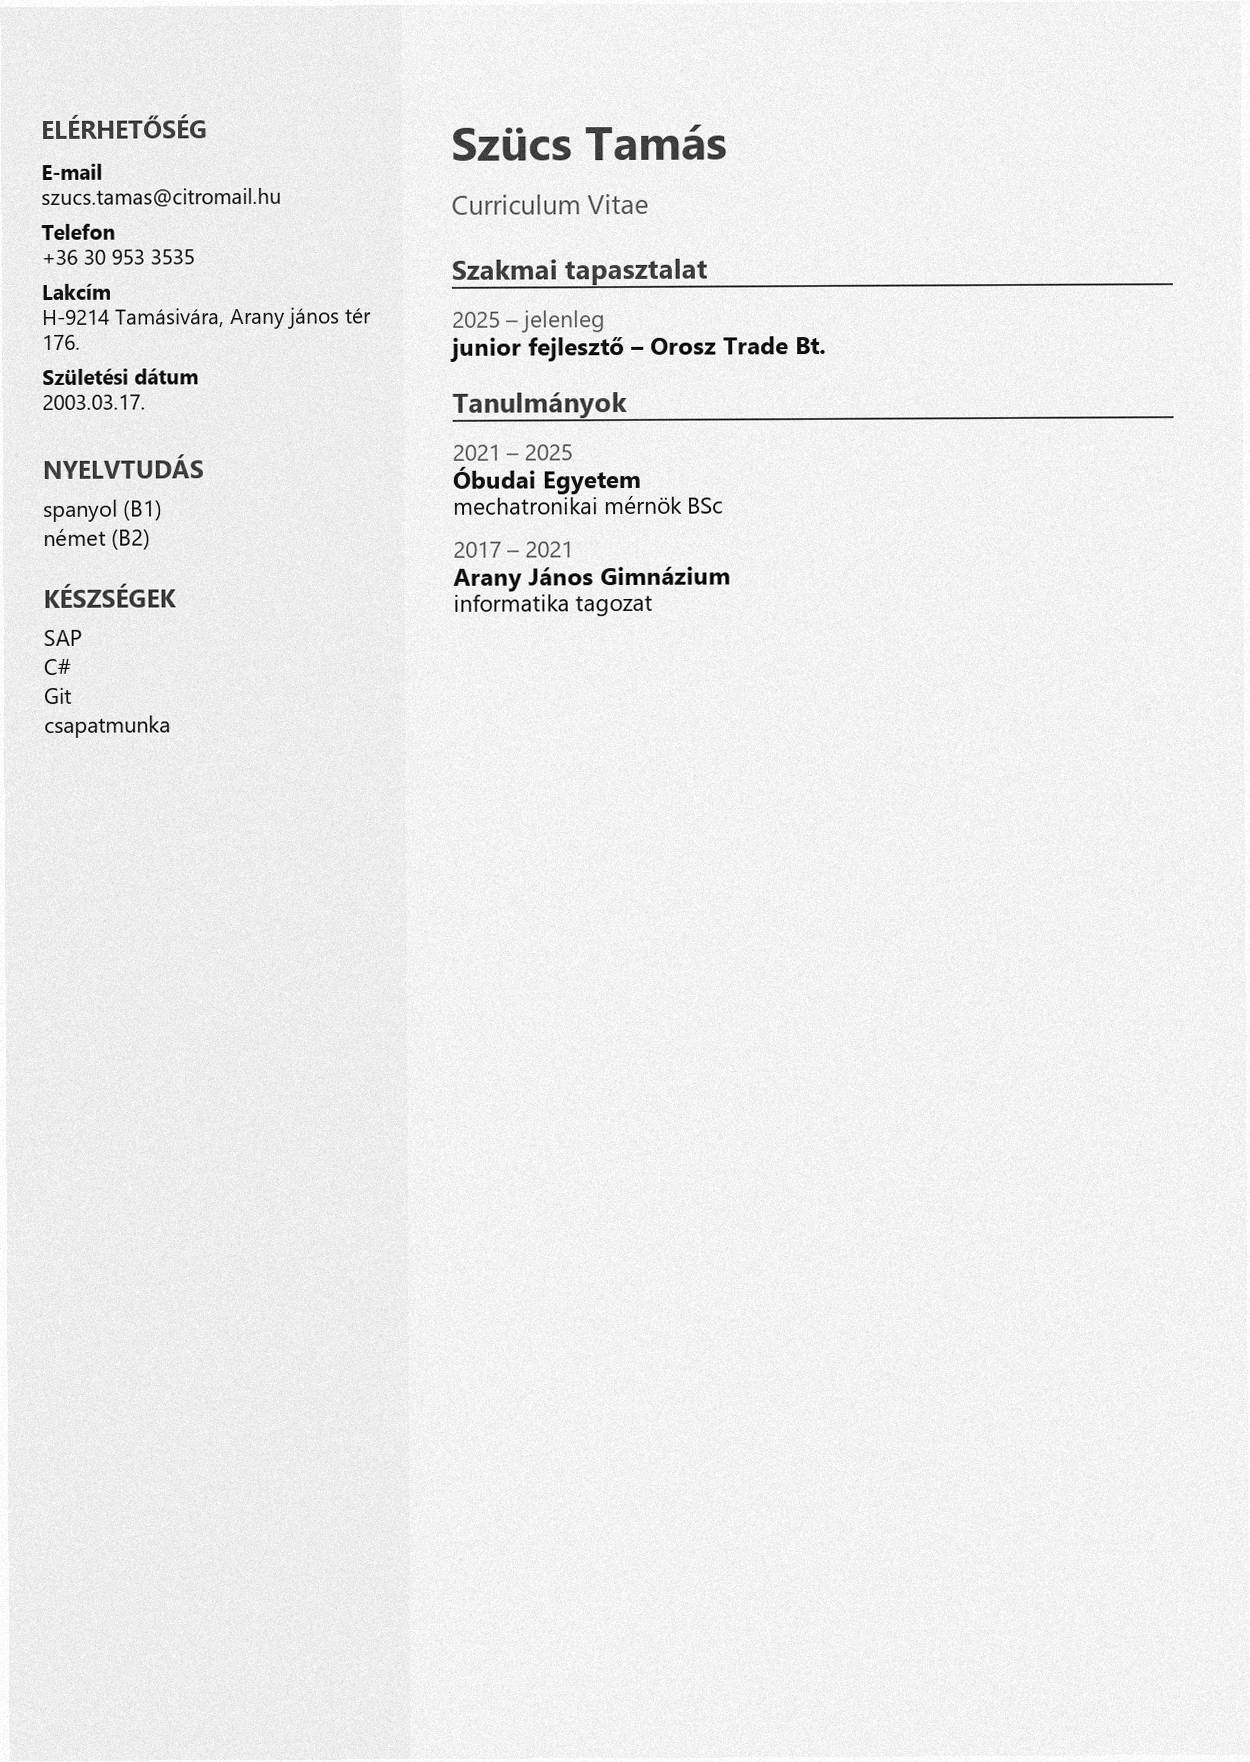 ELÉRHETŐSÉG
E-mail
szucs.tamas@citromail.hu
Telefon
+36 30 953 3535
Lakcím
H-9214 Tamásivára, Arany jános tér
176.
Születési dátum
2003.03.17.
NYELVTUDÁS
spanyol (B1)
német (B2)
KÉSZSÉGEK
SAP
C#
Git
csapatmunka
Szücs Tamás
Curriculum Vitae
Szakmai tapasztalat
2025 – jelenleg
junior fejlesztő – Orosz Trade Bt.
Tanulmányok
2021 – 2025
Óbudai Egyetem
mechatronikai mérnök BSc
2017 – 2021
Arany János Gimnázium
informatika tagozat